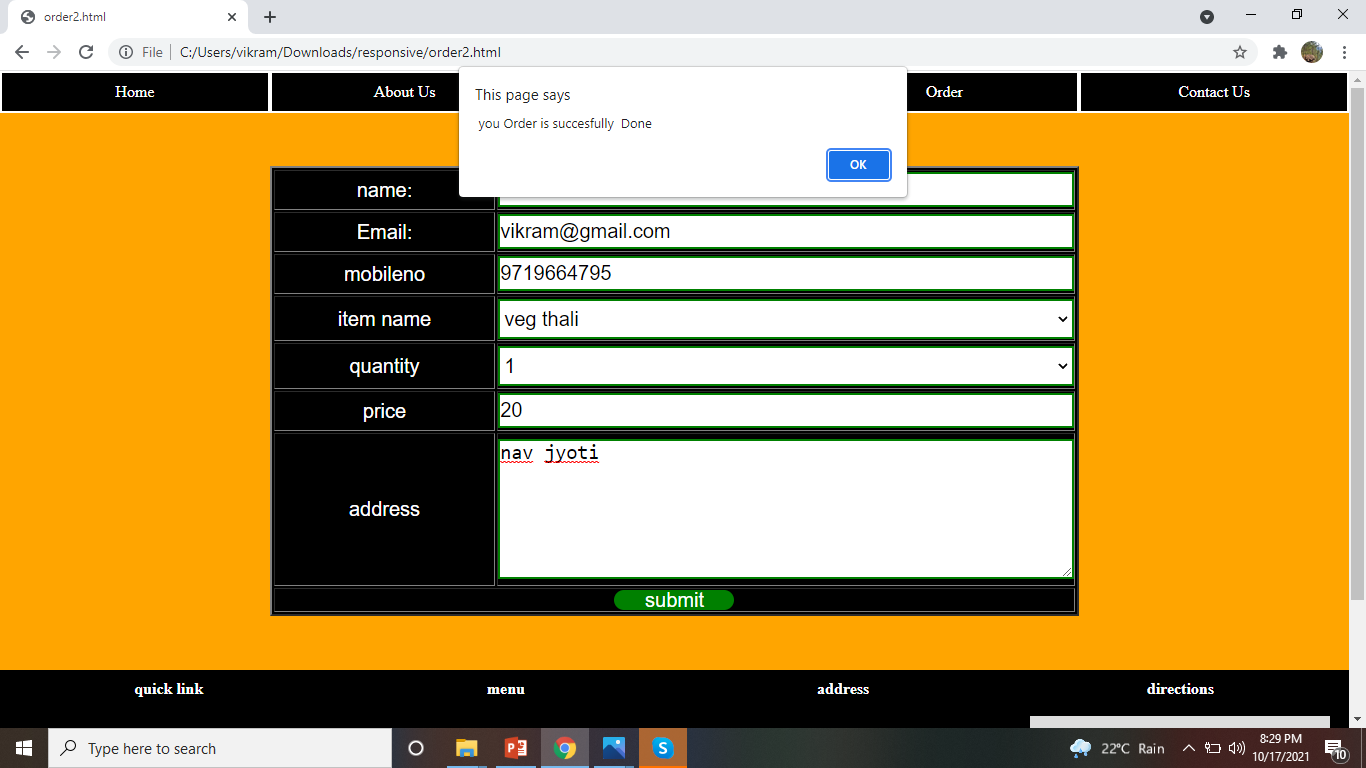 order2.html
File C:/Users/vikram/Downloads/responsive/order2.html
Home About Us Order Contact Us
This page says
you Order is succesfully Done
OK
name:
Email: vikram@gmail.com
mobileno 9719664795
item name veg thali
quantity 1
price 20
address nav jyoti
submit
quick link menu address directions
Type here to search
22°C Rain
8:29 PM
10/17/2021
10